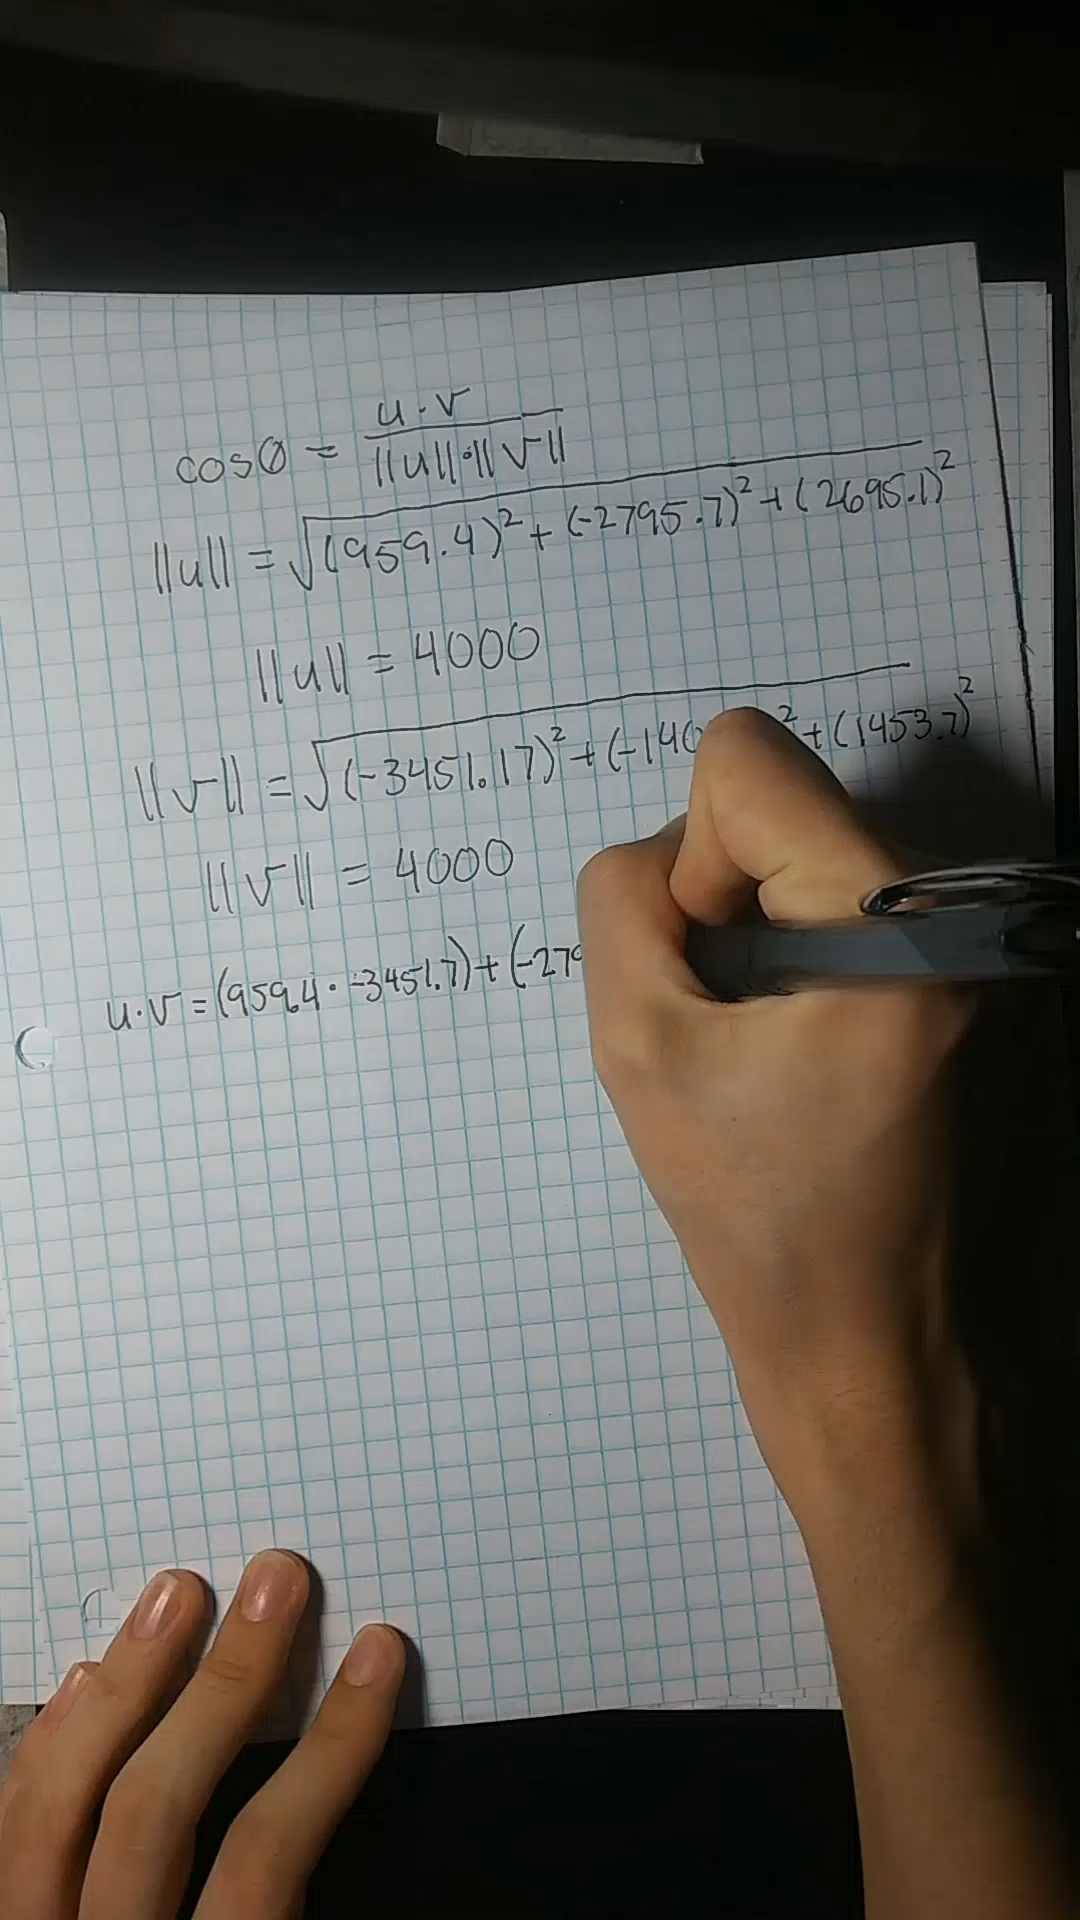 cosθ = u·v / ||u||·||v||
||u|| = √(959.4)² + (-2795.7)² + (2695.1)²
||u|| = 4000
||v|| = √(-3451.17)² + (-140 ² + (1453.7)²
||v|| = 4000
u·v = (959.4 · -3451.7) + (-279